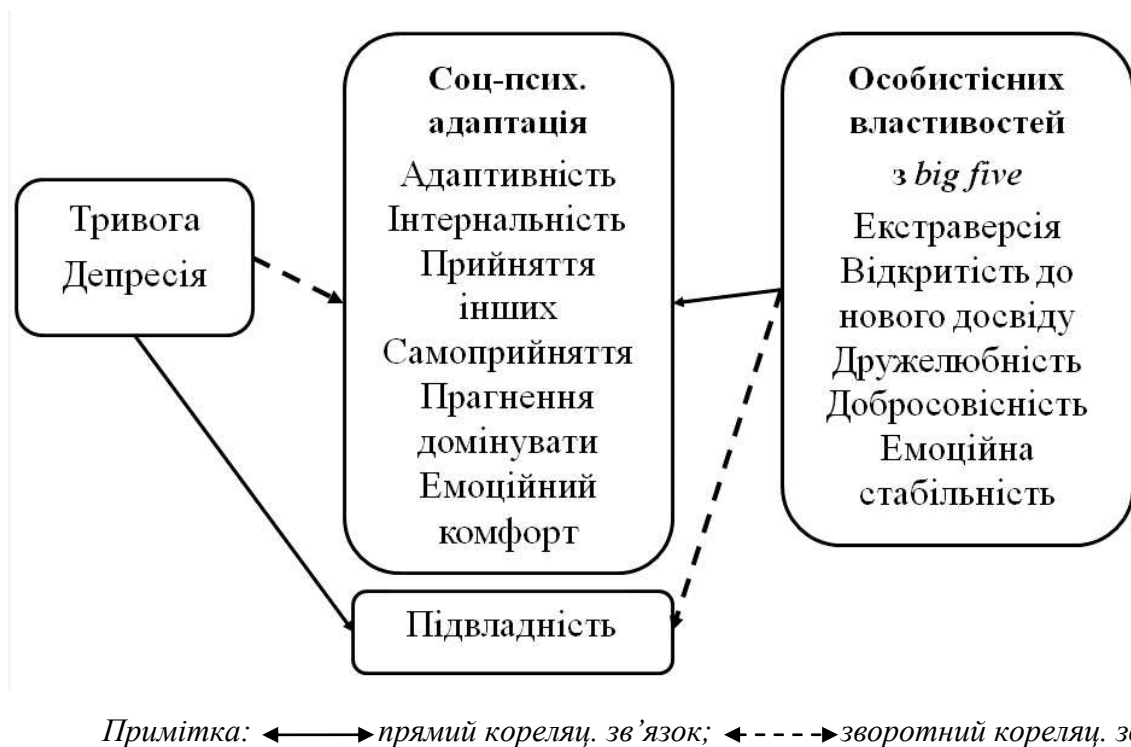 Тривога
Депресія
Соц-псих.
адаптація
Адаптивність
Інтернальність
Прийняття
інших
Самоприйняття
Прагнення
домінувати
Емоційний
комфорт
Підвладність
Особистісних
властивостей
з big five
Екстраверсія
Відкритість до
нового досвіду
Дружелюбність
Добросовісність
Емоційна
стабільність
Примітка: прямий кореляц. зв’язок; зворотний кореляц.